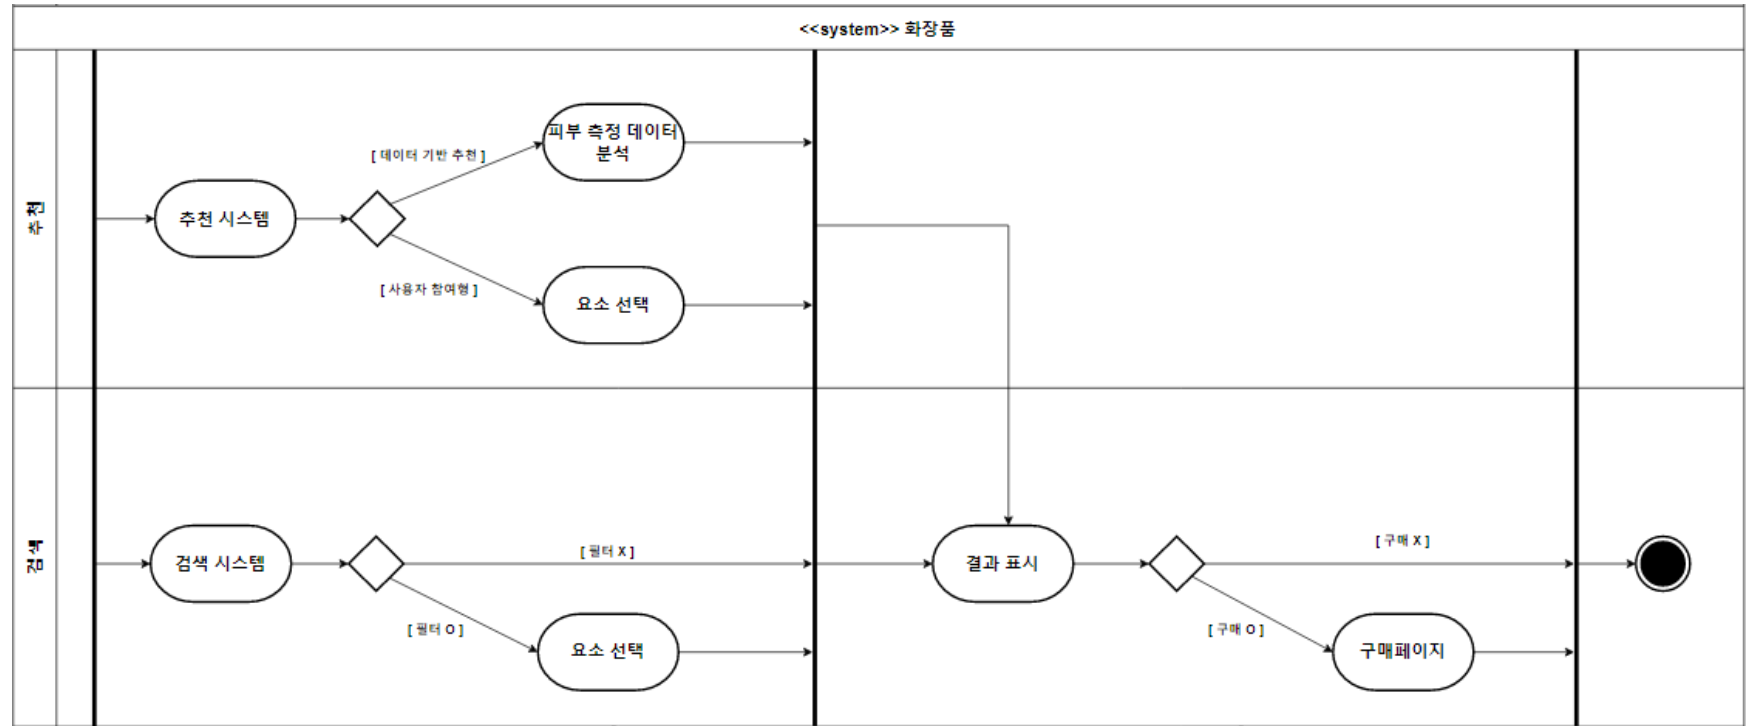 <<system>> 화장품
추천
추천 시스템
[ 데이터 기반 추천 ]
피부 측정 데이터
분석
[ 사용자 참여형 ]
요소 선택
검색
검색 시스템
[ 필터 X ]
[ 필터 O ]
요소 선택
결과 표시
[ 구매 X ]
[ 구매 O ]
구매페이지